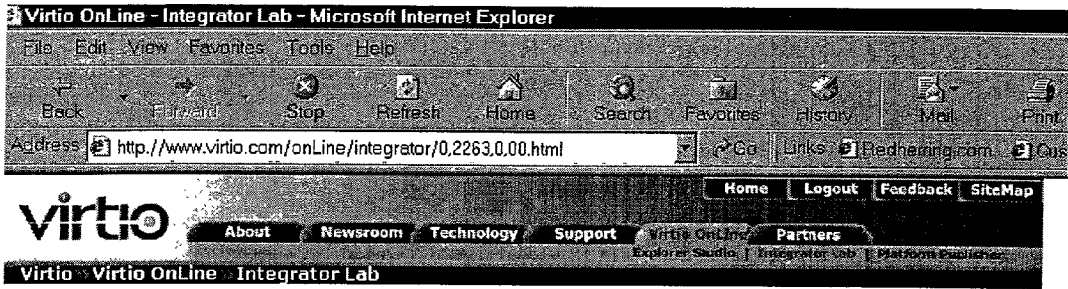 Virtio OnLine - Integrator Lab - Microsoft Internet Explorer
File Edit View Favorites Tools Help
Back Forward Stop Refresh Home Search Favorites History Mail Print
Address http://www.virtio.com/onLine/integrator/0,2263,0,00.html Go Links Redherring.com Cus
Home Logout Feedback SiteMap
virtio
About Newsroom Technology Support Virtio OnLine Partners
Explorer Studio | Integrator Lab | Platform Publisher
Virtio » Virtio OnLine » Integrator Lab